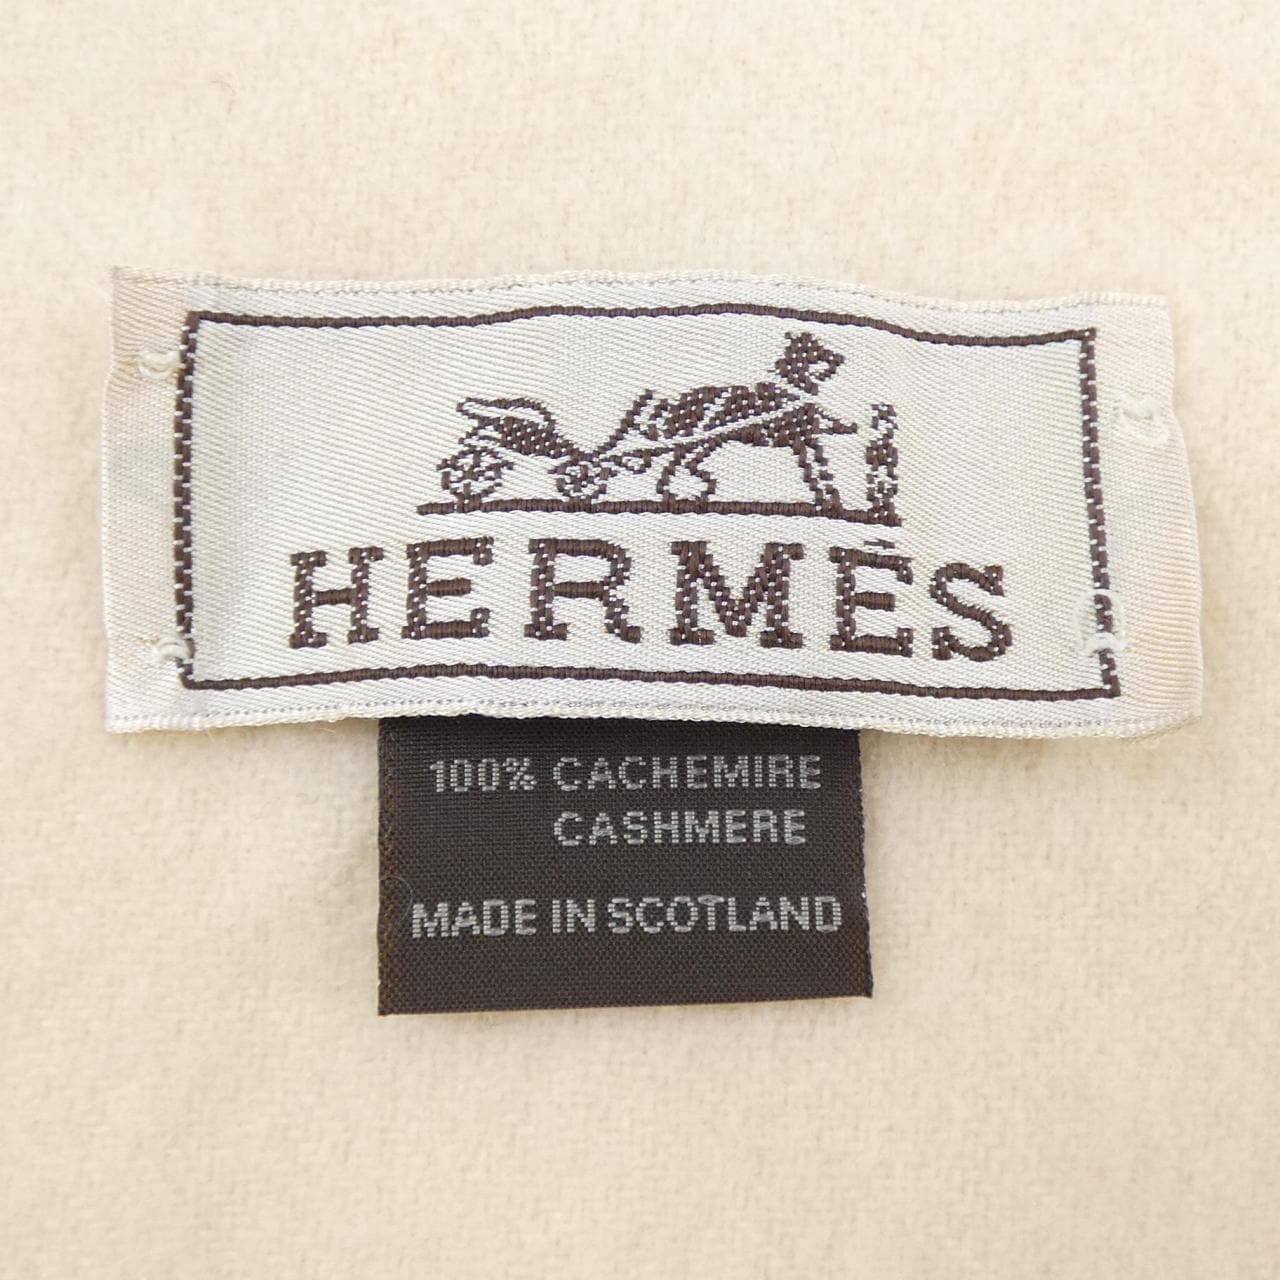 HERMÈS
100% CACHEMIRE
CASHMERE
MADE IN SCOTLAND